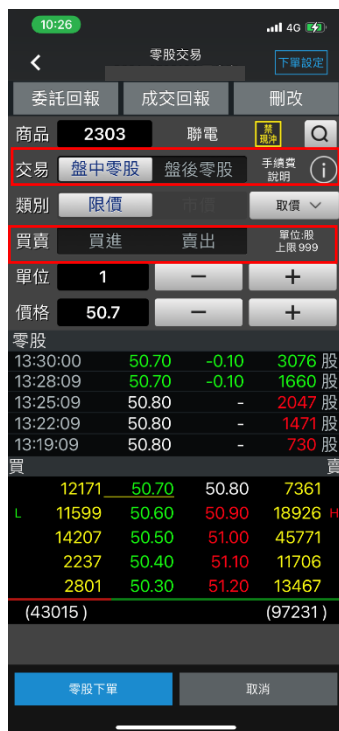 10:26 4G
零股交易 下單設定
委託回報 成交回報 刪改
商品 2303 聯電 禁現沖
交易 盤中零股 盤後零股 手續費說明
類別 限價 市價 取價
買賣 買進 賣出 單位:股 上限999
單位 1 － ＋
價格 50.7 － ＋
零股
13:30:00 50.70 -0.10 3076 股
13:28:09 50.70 -0.10 1660 股
13:25:09 50.80 - 2047 股
13:22:09 50.80 - 1471 股
13:19:09 50.80 - 730 股
買 賣
12171 50.70 50.80 7361
L 11599 50.60 50.90 18926 H
14207 50.50 51.00 45771
2237 50.40 51.10 11706
2801 50.30 51.20 13467
(43015) (97231)
零股下單 取消